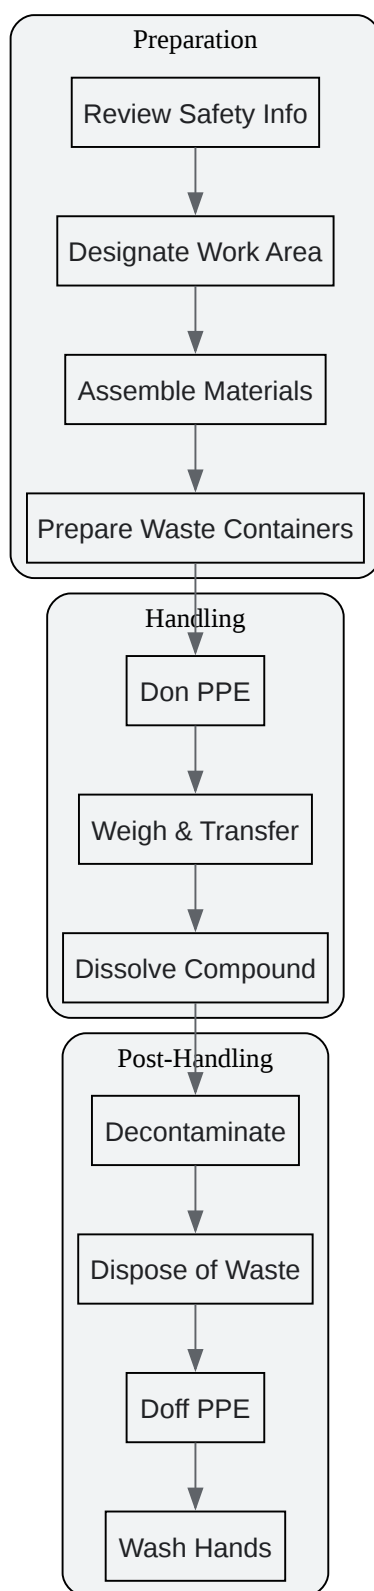 Preparation
Review Safety Info
Designate Work Area
Assemble Materials
Prepare Waste Containers
Handling
Don PPE
Weigh & Transfer
Dissolve Compound
Post-Handling
Decontaminate
Dispose of Waste
Doff PPE
Wash Hands